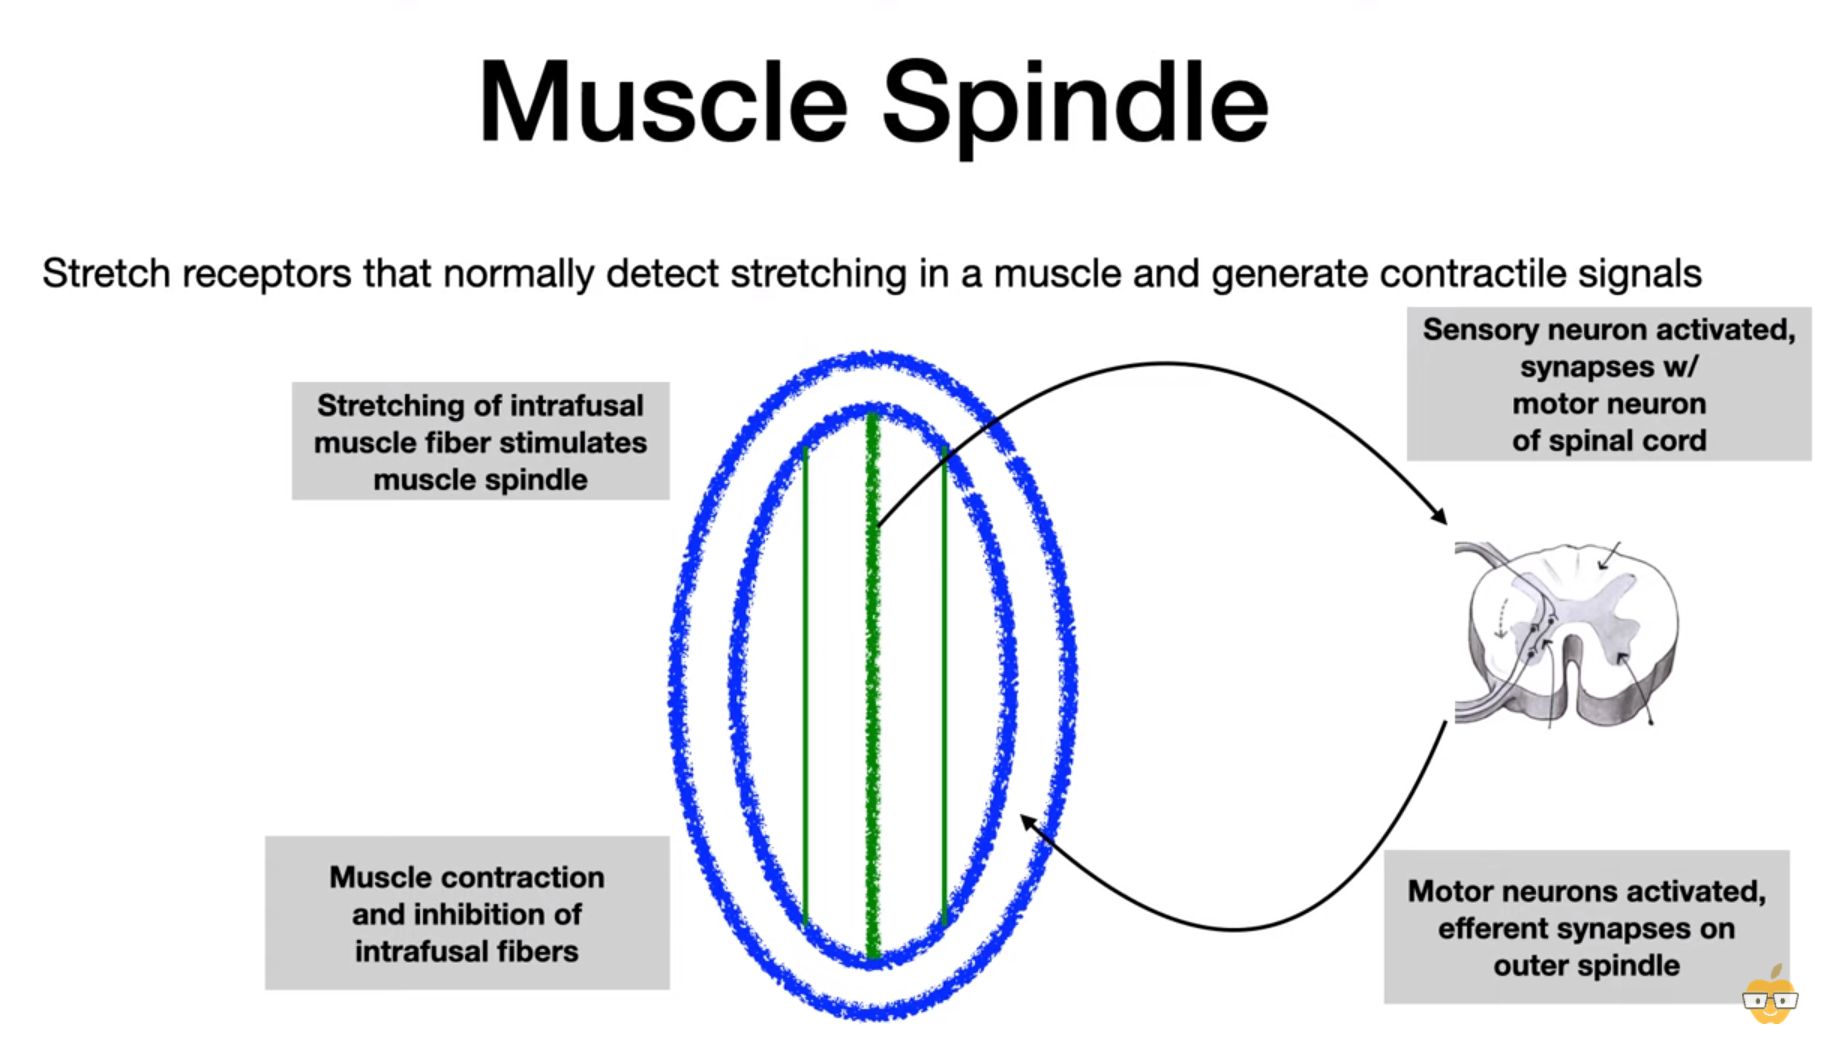 Muscle Spindle
Stretch receptors that normally detect stretching in a muscle and generate contractile signals
Stretching of intrafusal
muscle fiber stimulates
muscle spindle
Sensory neuron activated,
synapses w/
motor neuron
of spinal cord
Muscle contraction
and inhibition of
intrafusal fibers
Motor neurons activated,
efferent synapses on
outer spindle